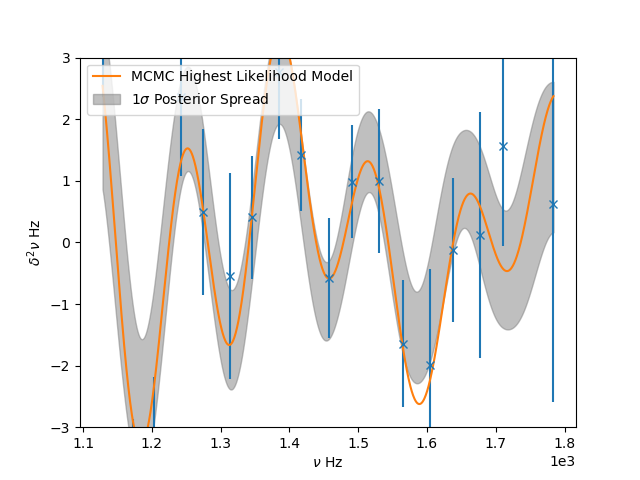 MCMC Highest Likelihood Model
1σ Posterior Spread
3
2
1
0
−1
−2
−3
δ²ν Hz
1.1 1.2 1.3 1.4 1.5 1.6 1.7 1.8
1e3
ν Hz